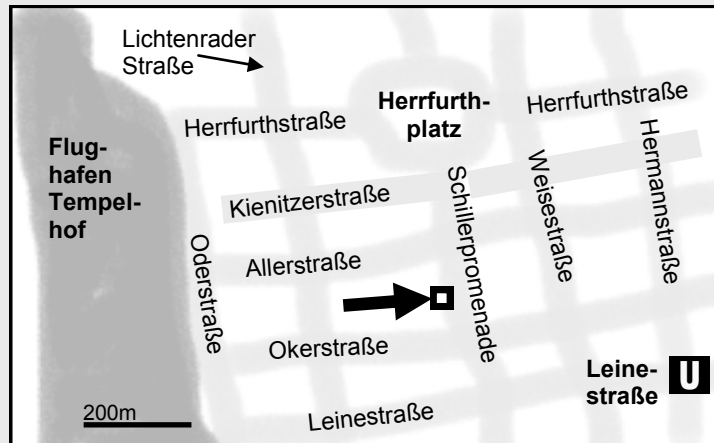 Lichtenrader
Straße
Herrfurth-
platz
Herrfurthstraße
Herrfurthstraße
Flug-
hafen
Tempel-
hof
Kienitzerstraße
Schillerpromenade
Weisestraße
Hermannstraße
Oderstraße
Allerstraße
Okerstraße
Leine-
straße
U
200m
Leinestraße